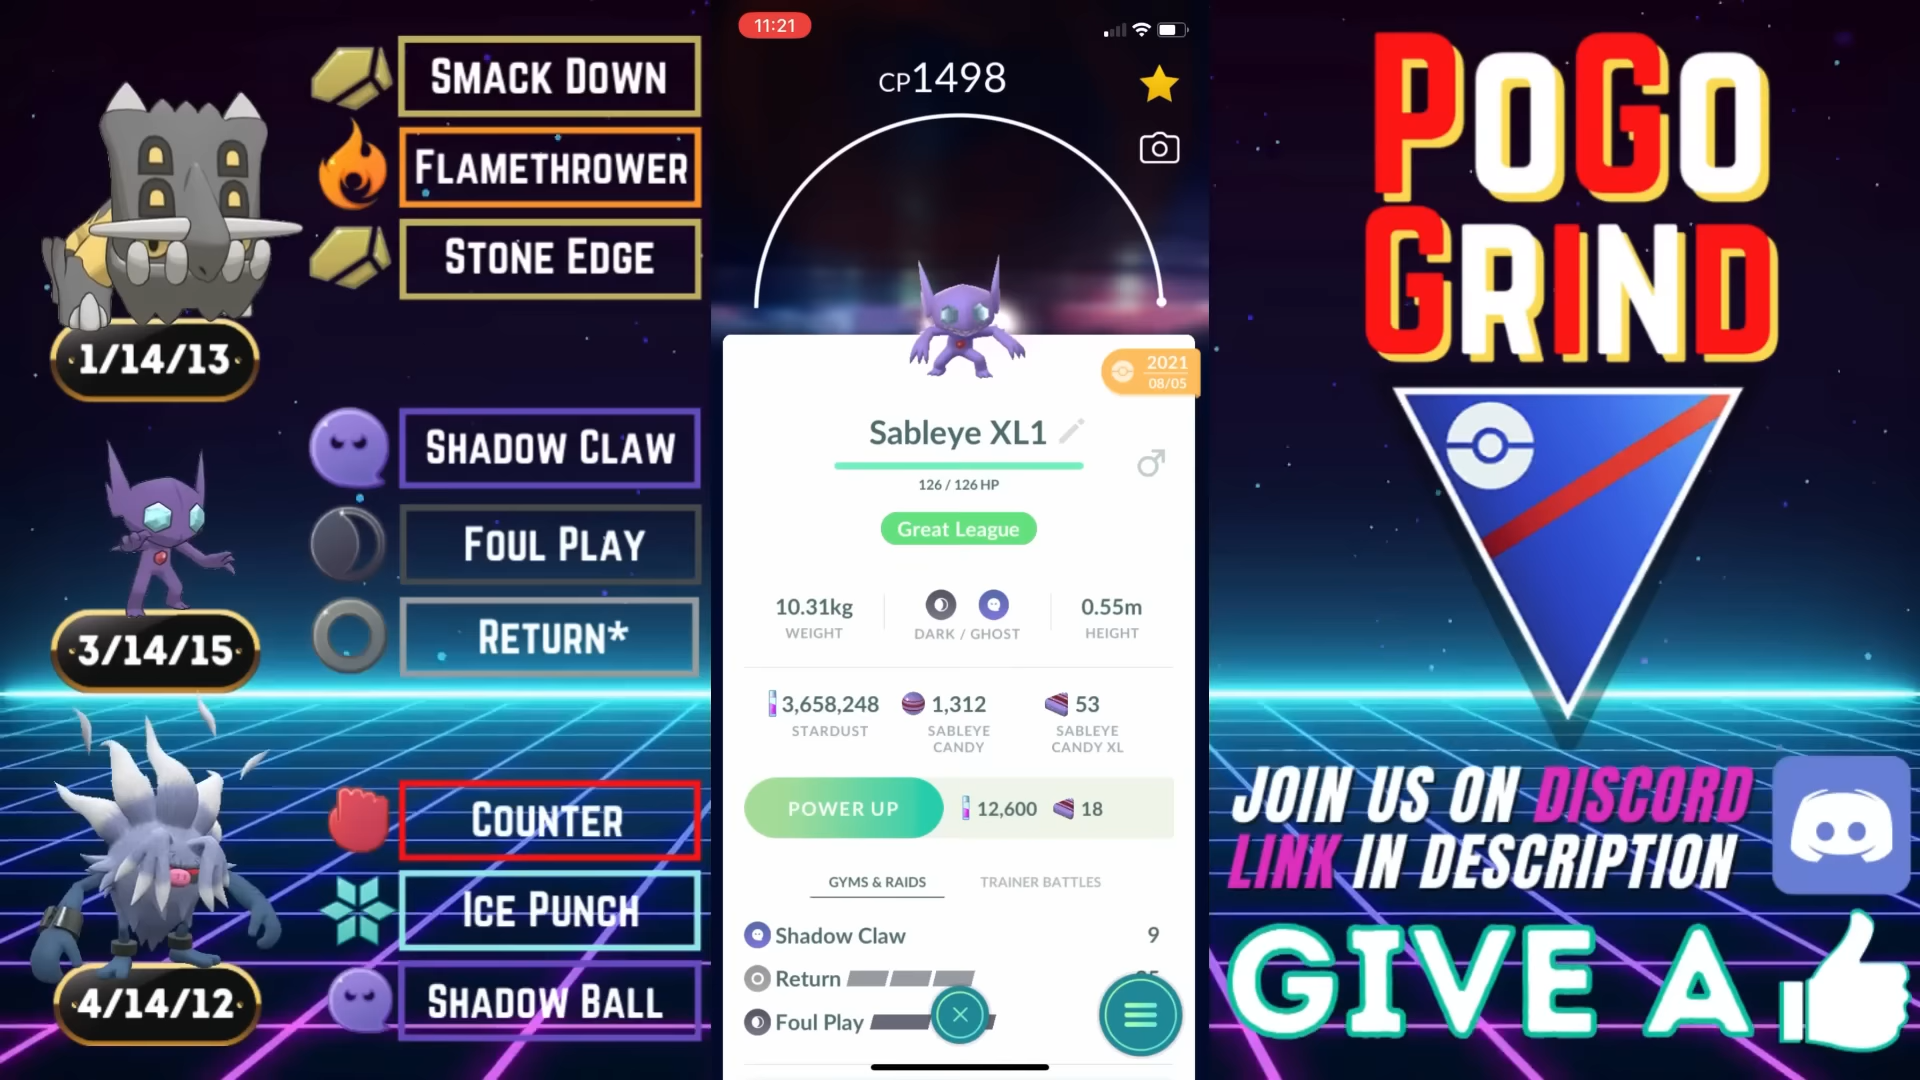 SMACK DOWN
FLAMETHROWER
STONE EDGE
1/14/13
SHADOW CLAW
FOUL PLAY
RETURN*
3/14/15
COUNTER
ICE PUNCH
SHADOW BALL
4/14/12
11:21
CP1498
2021
08/05
Sableye XL1
126 / 126 HP
Great League
10.31kg
WEIGHT
DARK / GHOST
0.55m
HEIGHT
3,658,248
STARDUST
1,312
SABLEYE
CANDY
53
SABLEYE
CANDY XL
POWER UP
12,600
18
GYMS & RAIDS
TRAINER BATTLES
Shadow Claw
9
Return
Foul Play
POGO
GRIND
JOIN US ON DISCORD
LINK IN DESCRIPTION
GIVE A